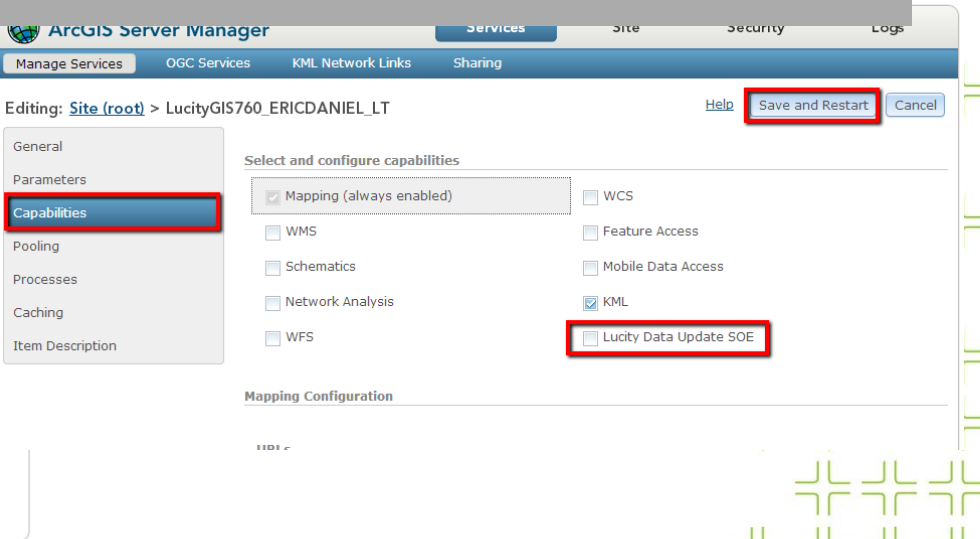 ArcGIS Server Manager
Services Site Security Logs
Manage Services OGC Services KML Network Links Sharing
Editing: Site (root) > LucityGIS760_ERICDANIEL_LT Help Save and Restart Cancel
General
Parameters
Capabilities
Pooling
Processes
Caching
Item Description
Select and configure capabilities
Mapping (always enabled) WCS
WMS Feature Access
Schematics Mobile Data Access
Network Analysis KML
WFS Lucity Data Update SOE
Mapping Configuration
URLs